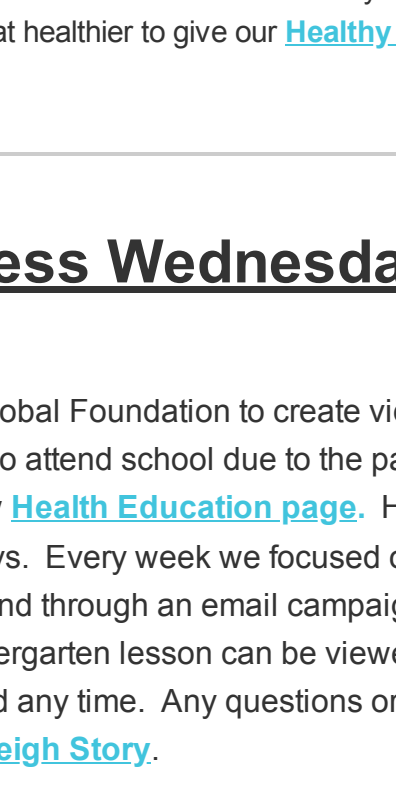 at healthier to give our Healthy
ess Wednesda
obal Foundation to create vi
o attend school due to the pa
Health Education page. H
ys. Every week we focused
nd through an email campaig
ergarten lesson can be viewe
d any time. Any questions or
eigh Story.